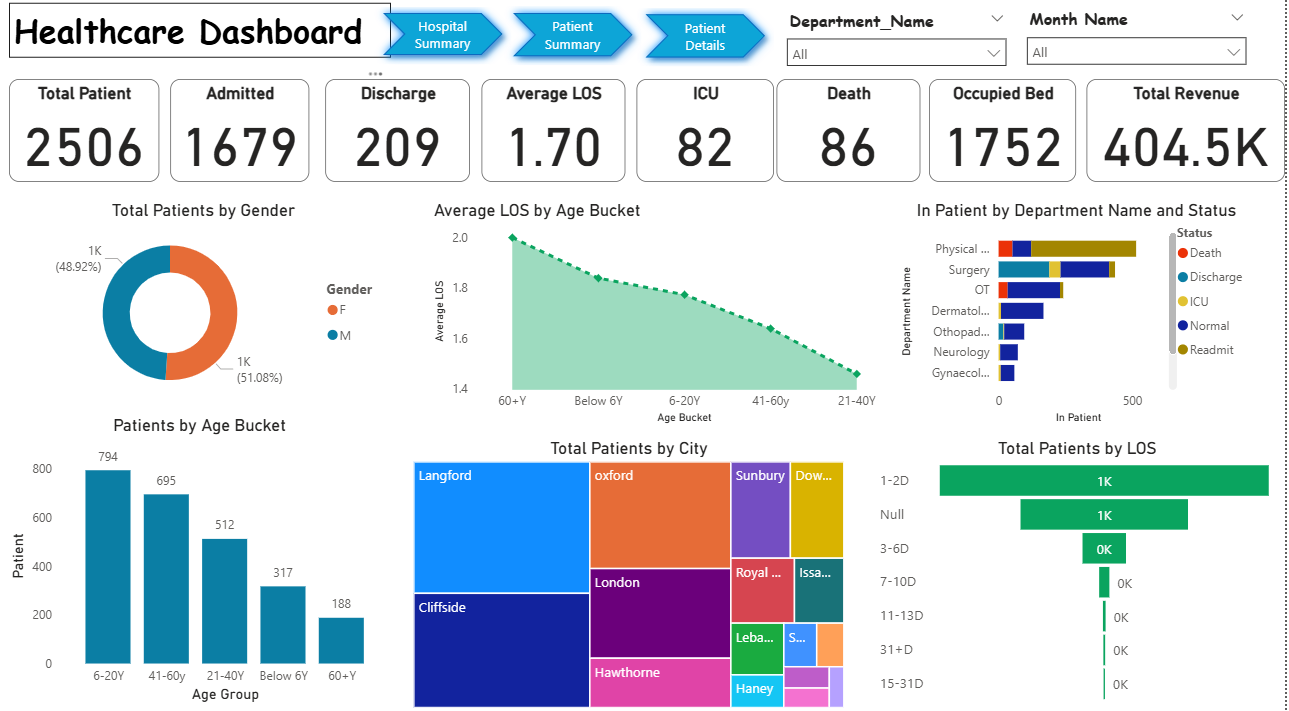 Healthcare Dashboard
Hospital
Summary
Patient
Summary
Patient
Details
Department_Name
All
Month Name
All
Total Patient
2506
Admitted
1679
Discharge
209
Average LOS
1.70
ICU
82
Death
86
Occupied Bed
1752
Total Revenue
404.5K
Total Patients by Gender
1K
(48.92%)
1K
(51.08%)
Gender
F
M
Average LOS by Age Bucket
Average LOS
2.0
1.8
1.6
1.4
60+Y
Below 6Y
6-20Y
41-60y
21-40Y
Age Bucket
In Patient by Department Name and Status
Department Name
Physical ...
Surgery
OT
Dermatol...
Othopad...
Neurology
Gynaecol...
0
500
In Patient
Status
Death
Discharge
ICU
Normal
Readmit
Patients by Age Bucket
Patient
800
600
400
200
0
794
695
512
317
188
6-20Y
41-60y
21-40Y
Below 6Y
60+Y
Age Group
Total Patients by City
Langford
Cliffside
oxford
London
Hawthorne
Sunbury
Dow...
Royal ...
Issa...
Leba...
S...
Haney
Total Patients by LOS
1-2D
1K
Null
1K
3-6D
0K
7-10D
0K
11-13D
0K
31+D
0K
15-31D
0K